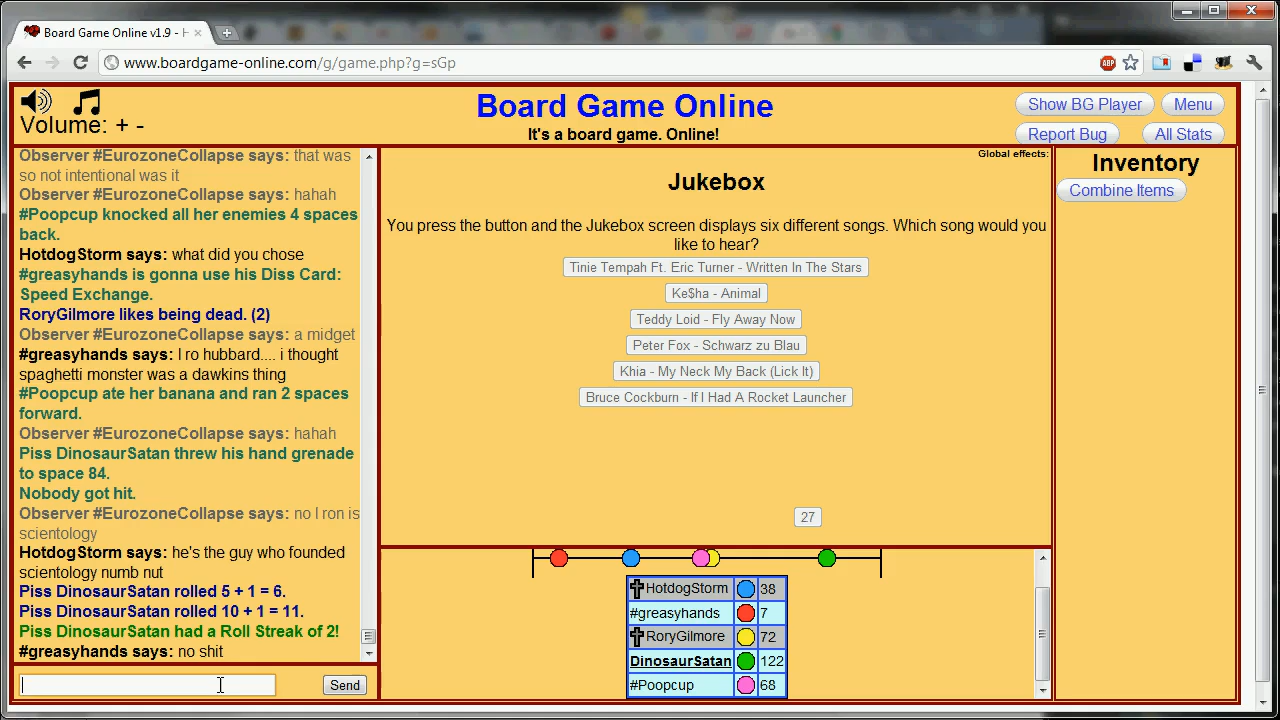 Board Game Online v1.9 - H
www.boardgame-online.com/g/game.php?g=sGp
ABP
Volume: + -
Board Game Online
It's a board game. Online!
Show BG Player
Menu
Report Bug
All Stats
Observer #EurozoneCollapse says: that was
so not intentional was it
Observer #EurozoneCollapse says: hahah
#Poopcup knocked all her enemies 4 spaces
back.
HotdogStorm says: what did you chose
#greasyhands is gonna use his Diss Card:
Speed Exchange.
RoryGilmore likes being dead. (2)
Observer #EurozoneCollapse says: a midget
#greasyhands says: l ro hubbard.... i thought
spaghetti monster was a dawkins thing
#Poopcup ate her banana and ran 2 spaces
forward.
Observer #EurozoneCollapse says: hahah
Piss DinosaurSatan threw his hand grenade
to space 84.
Nobody got hit.
Observer #EurozoneCollapse says: no l ron is
scientology
HotdogStorm says: he's the guy who founded
scientology numb nut
Piss DinosaurSatan rolled 5 + 1 = 6.
Piss DinosaurSatan rolled 10 + 1 = 11.
Piss DinosaurSatan had a Roll Streak of 2!
#greasyhands says: no shit
Send
Global effects:
Jukebox
You press the button and the Jukebox screen displays six different songs. Which song would you
like to hear?
Tinie Tempah Ft. Eric Turner - Written In The Stars
Ke$ha - Animal
Teddy Loid - Fly Away Now
Peter Fox - Schwarz zu Blau
Khia - My Neck My Back (Lick It)
Bruce Cockburn - If I Had A Rocket Launcher
27
HotdogStorm 38
#greasyhands 7
RoryGilmore 72
DinosaurSatan 122
#Poopcup 68
Inventory
Combine Items